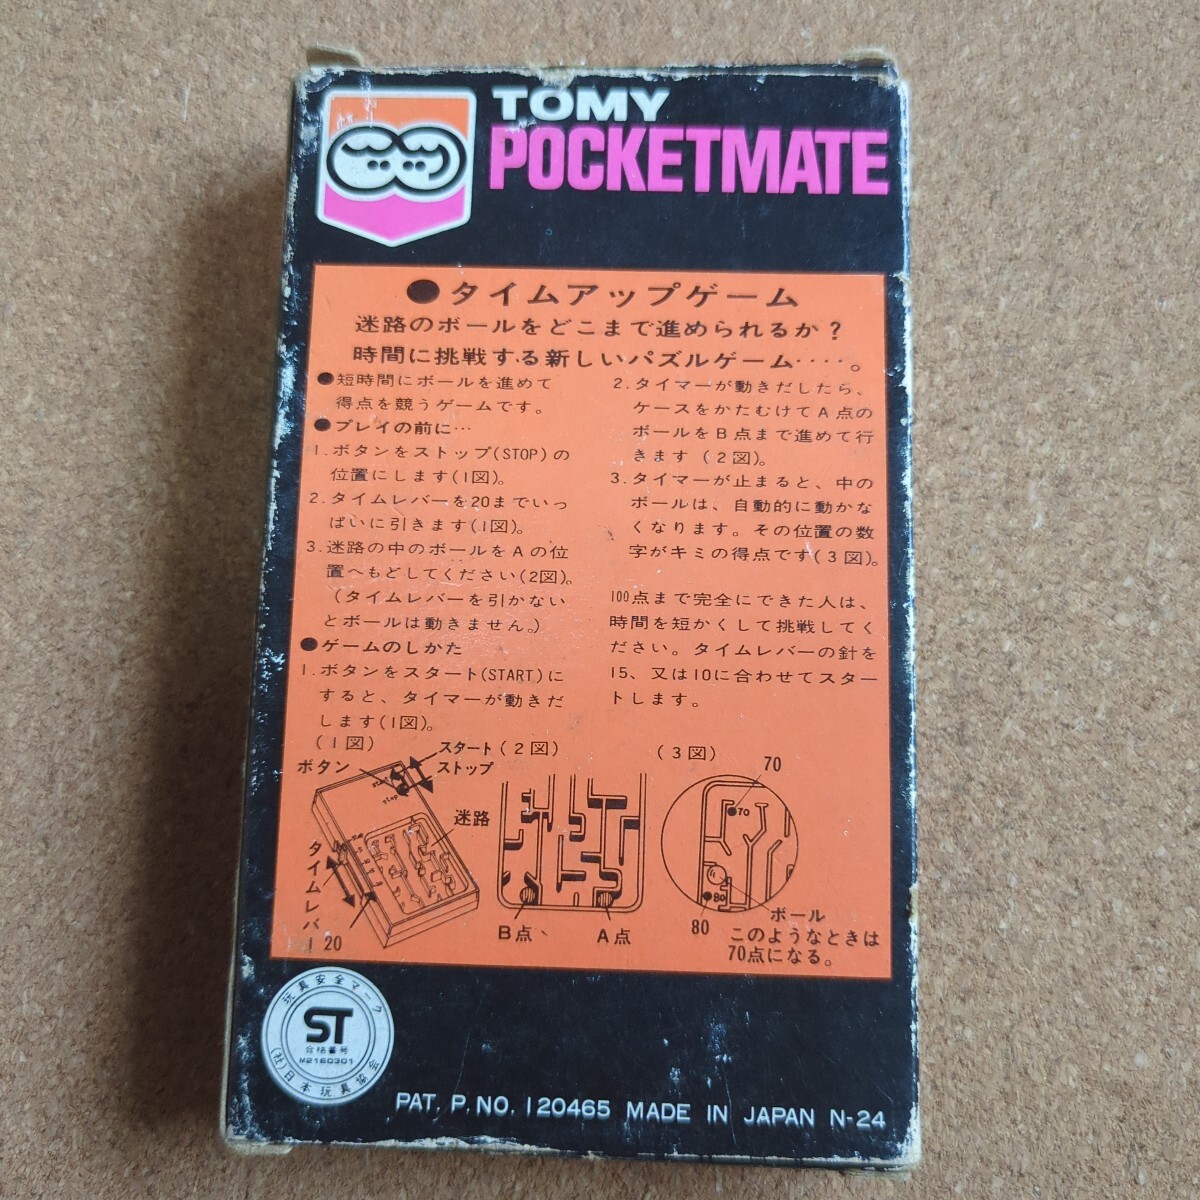 TOMY
POCKETMATE
●タイムアップゲーム
迷路のボールをどこまで進められるか？
時間に挑戦する新しいパズルゲーム‥‥。
●短時間にボールを進めて
得点を競うゲームです。
●プレイの前に…
1.ボタンをストップ(STOP)の
位置にします(1図)。
2.タイムレバーを20までいっ
ぱいに引きます(1図)。
3.迷路の中のボールをAの位
置へもどしてください(2図)。
(タイムレバーを引かない
とボールは動きません。)
●ゲームのしかた
1.ボタンをスタート(START)に
すると、タイマーが動きだ
します(1図)。
2.タイマーが動きだしたら、
ケースをかたむけてA点の
ボールをB点まで進めて行
きます(2図)。
3.タイマーが止まると、中の
ボールは、自動的に動かな
くなります。その位置の数
字がキミの得点です(3図)。
100点まで完全にできた人は、
時間を短かくして挑戦してく
ださい。タイムレバーの針を
15、又は10に合わせてスター
トします。
(1図)
ボタン
スタート
ストップ
start
stop
迷路
タイムレバー
20
(2図)
B点
A点
(3図)
70
70
80
80
ボール
このようなときは
70点になる。
玩具安全マーク
ST
合格番号
M2160301
(社)日本玩具協会
PAT. P. NO. 120465 MADE IN JAPAN N-24